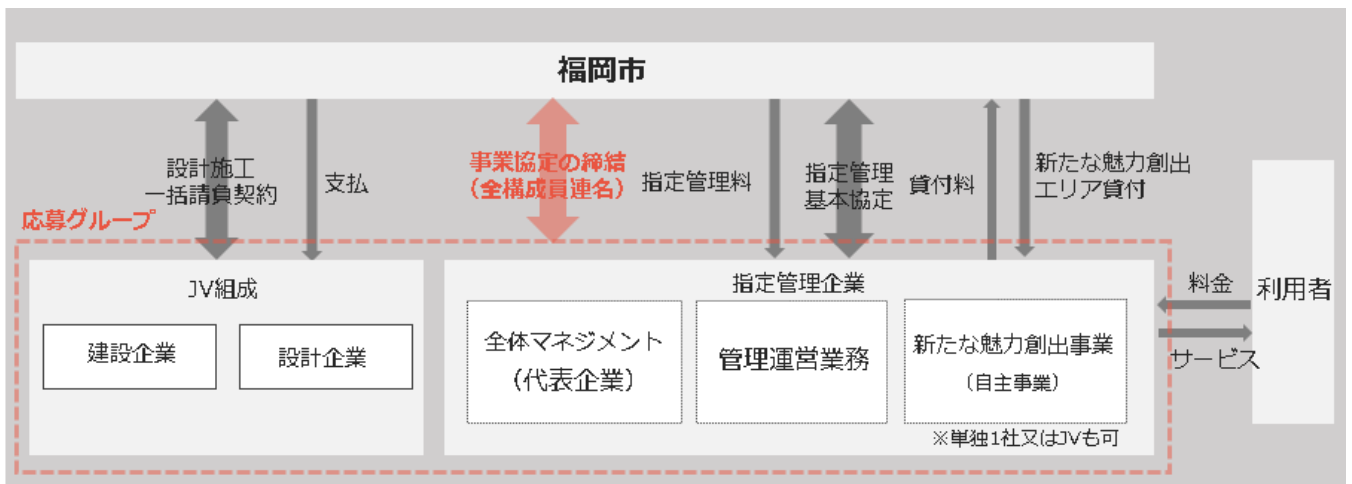 福岡市
設計施工
一括請負契約
支払
事業協定の締結
(全構成員連名)
指定管理料
指定管理
基本協定
貸付料
新たな魅力創出
エリア貸付
応募グループ
JV組成
建設企業
設計企業
指定管理企業
全体マネジメント
(代表企業)
管理運営業務
新たな魅力創出事業
(自主事業)
※単独1社又はJVも可
料金
サービス
利用者